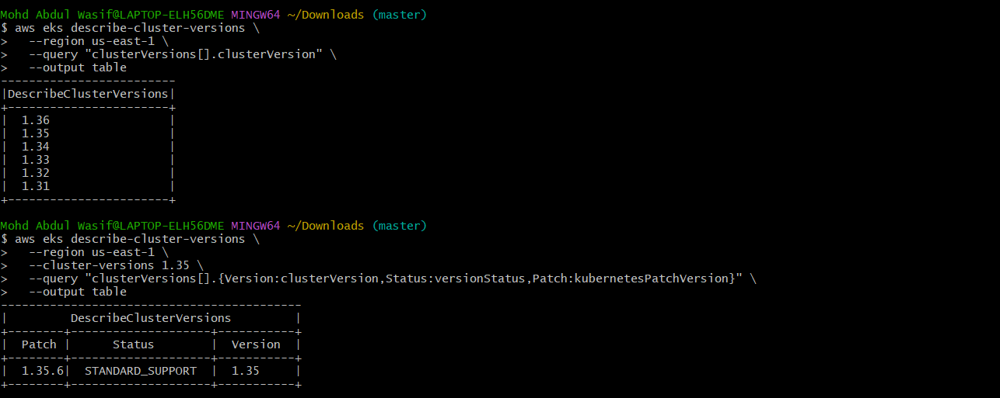 Mohd Abdul Wasif@LAPTOP-ELH56DME MINGW64 ~/Downloads (master)
$ aws eks describe-cluster-versions \
>   --region us-east-1 \
>   --query "clusterVersions[].clusterVersion" \
>   --output table
-------------------------
|DescribeClusterVersions|
+-----------------------+
|  1.36                 |
|  1.35                 |
|  1.34                 |
|  1.33                 |
|  1.32                 |
|  1.31                 |
+-----------------------+
Mohd Abdul Wasif@LAPTOP-ELH56DME MINGW64 ~/Downloads (master)
$ aws eks describe-cluster-versions \
>   --region us-east-1 \
>   --cluster-versions 1.35 \
>   --query "clusterVersions[].{Version:clusterVersion,Status:versionStatus,Patch:kubernetesPatchVersion}" \
>   --output table
-------------------------------------------
|         DescribeClusterVersions         |
+--------+--------------------+-----------+
|  Patch |      Status        |  Version  |
+--------+--------------------+-----------+
|  1.35.6|  STANDARD_SUPPORT  |  1.35     |
+--------+--------------------+-----------+